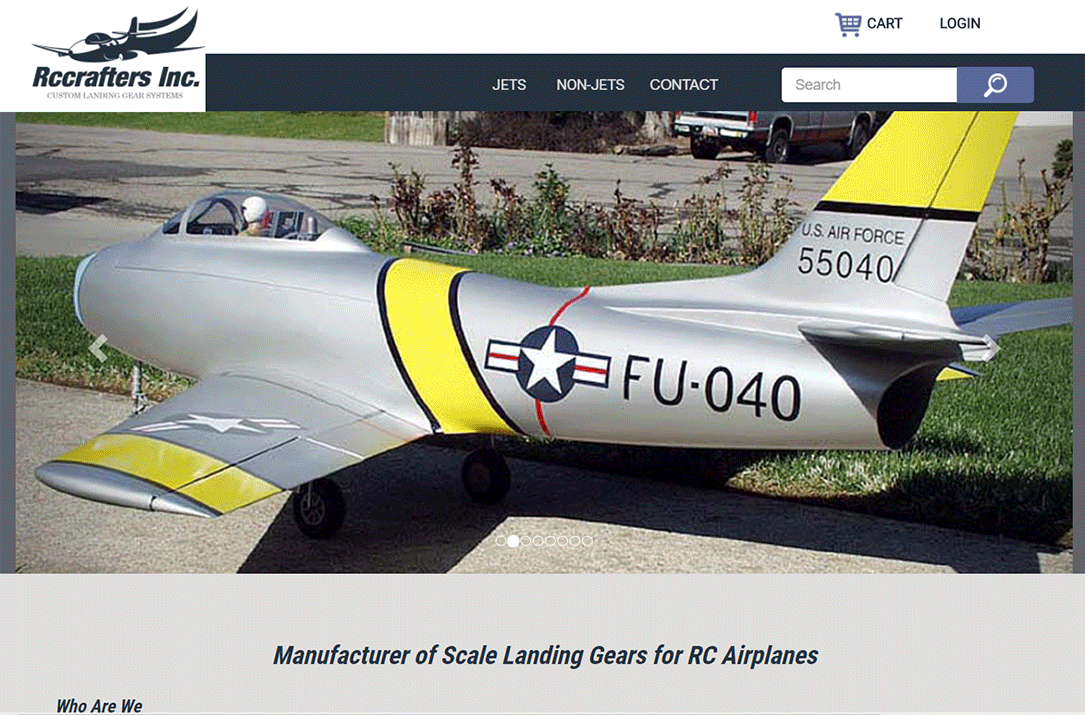 CART
LOGIN
Rccrafters Inc.
CUSTOM LANDING GEAR SYSTEMS
JETS
NON-JETS
CONTACT
Search
U.S. AIR FORCE
55040
FU-040
Manufacturer of Scale Landing Gears for RC Airplanes
Who Are We